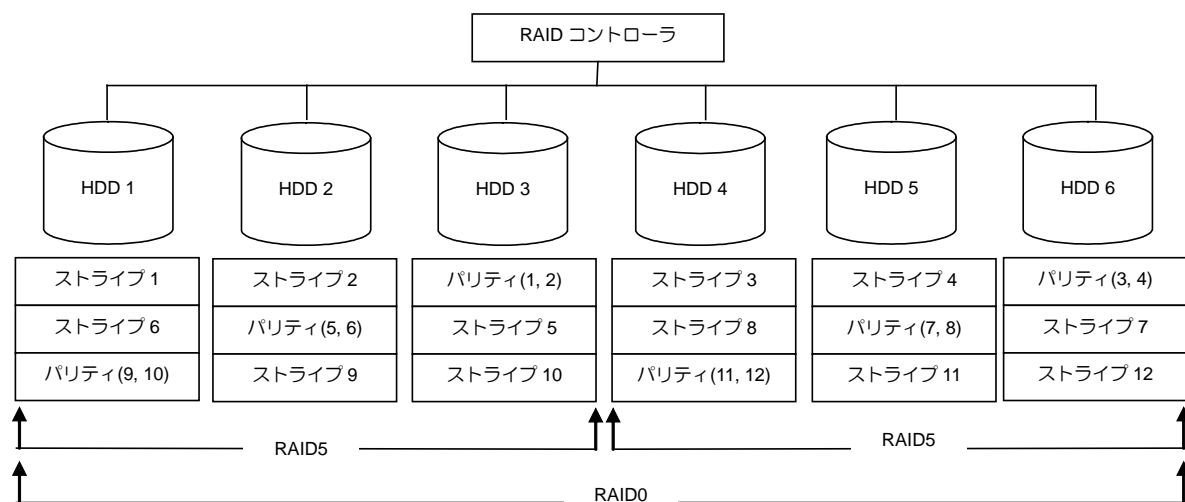 RAID コントローラ
HDD 1
HDD 2
HDD 3
HDD 4
HDD 5
HDD 6
ストライプ 1
ストライプ 2
パリティ(1, 2)
ストライプ 3
ストライプ 4
パリティ(3, 4)
ストライプ 6
パリティ(5, 6)
ストライプ 5
ストライプ 8
パリティ(7, 8)
ストライプ 7
パリティ(9, 10)
ストライプ 9
ストライプ 10
パリティ(11, 12)
ストライプ 11
ストライプ 12
RAID5
RAID5
RAID0